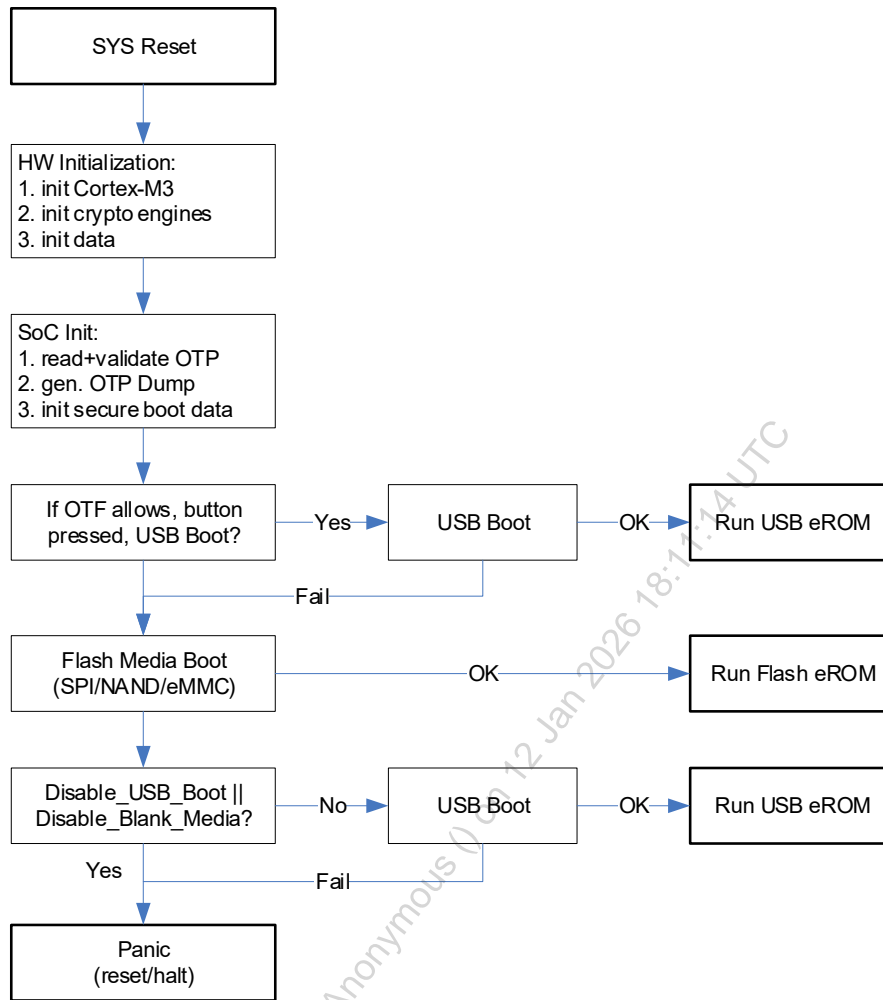 SYS Reset
HW Initialization:
1. init Cortex-M3
2. init crypto engines
3. init data
SoC Init:
1. read+validate OTP
2. gen. OTP Dump
3. init secure boot data
If OTF allows, button
pressed, USB Boot?
Yes
USB Boot
OK
Run USB eROM
Fail
Flash Media Boot
(SPI/NAND/eMMC)
OK
Run Flash eROM
Disable_USB_Boot ||
Disable_Blank_Media?
No
USB Boot
OK
Run USB eROM
Yes
Fail
Panic
(reset/halt)
Anonymous () on 12 Jan 2026 18:11:14 UTC